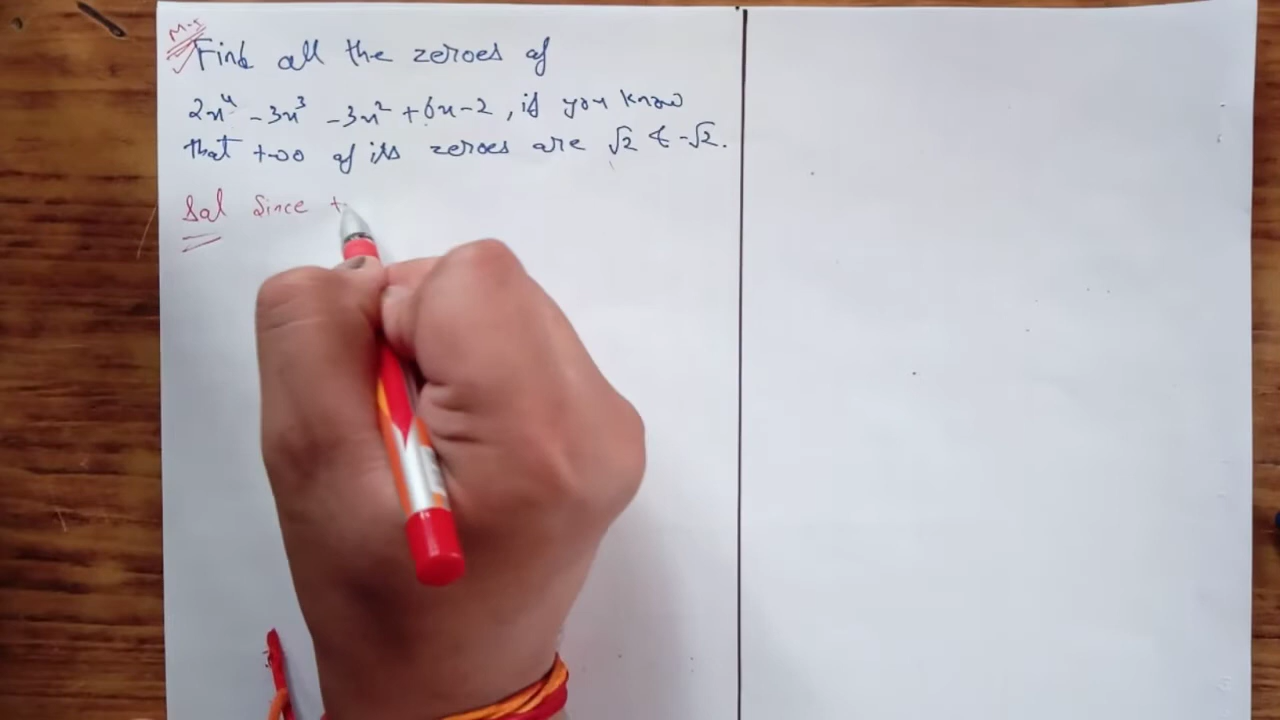 M-I
Find all the zeroes of
2x⁴ - 3x³ - 3x² + 6x - 2, if you know
that two of its zeroes are √2 & -√2.
Sol Since t